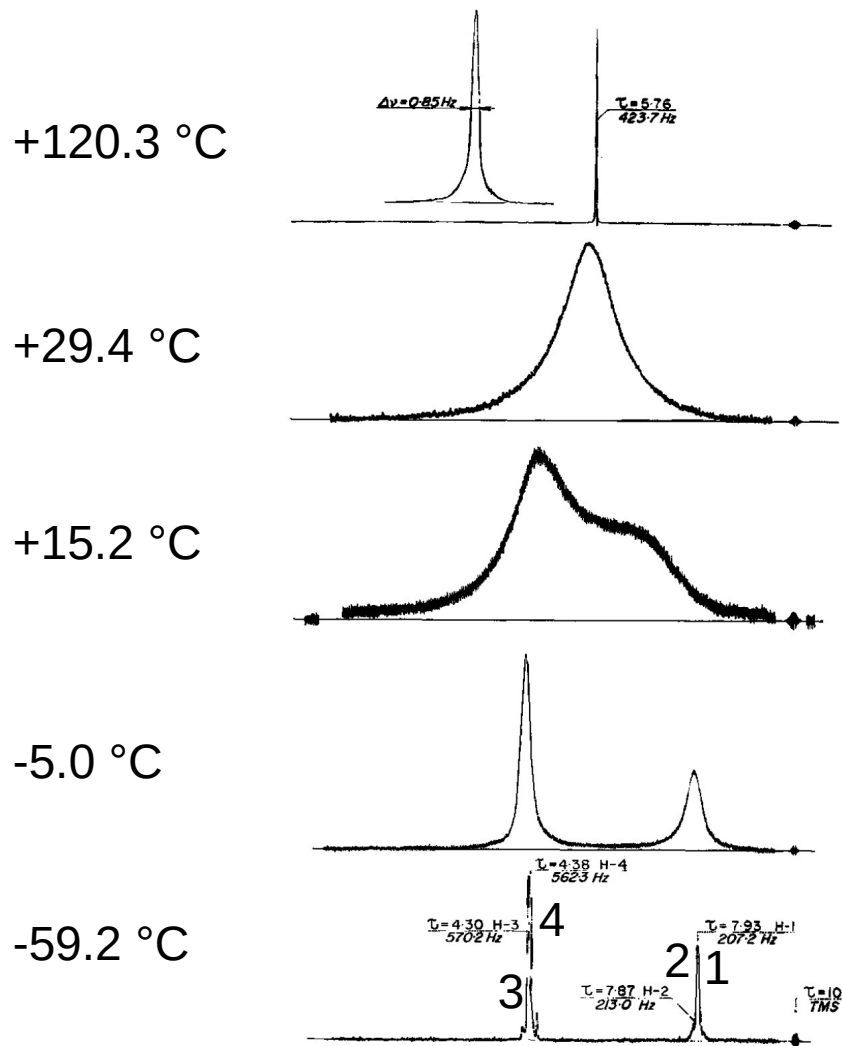 +120.3 °C
Δν=0·85Hz
τ=5·76
423·7 Hz
+29.4 °C
+15.2 °C
-5.0 °C
-59.2 °C
τ=4·38 H-4
562·3 Hz
τ=4·30 H-3
570·2 Hz
4
3
τ=7·93 H-1
207·2 Hz
2
1
τ=7·87 H-2
213·0 Hz
τ=10
TMS